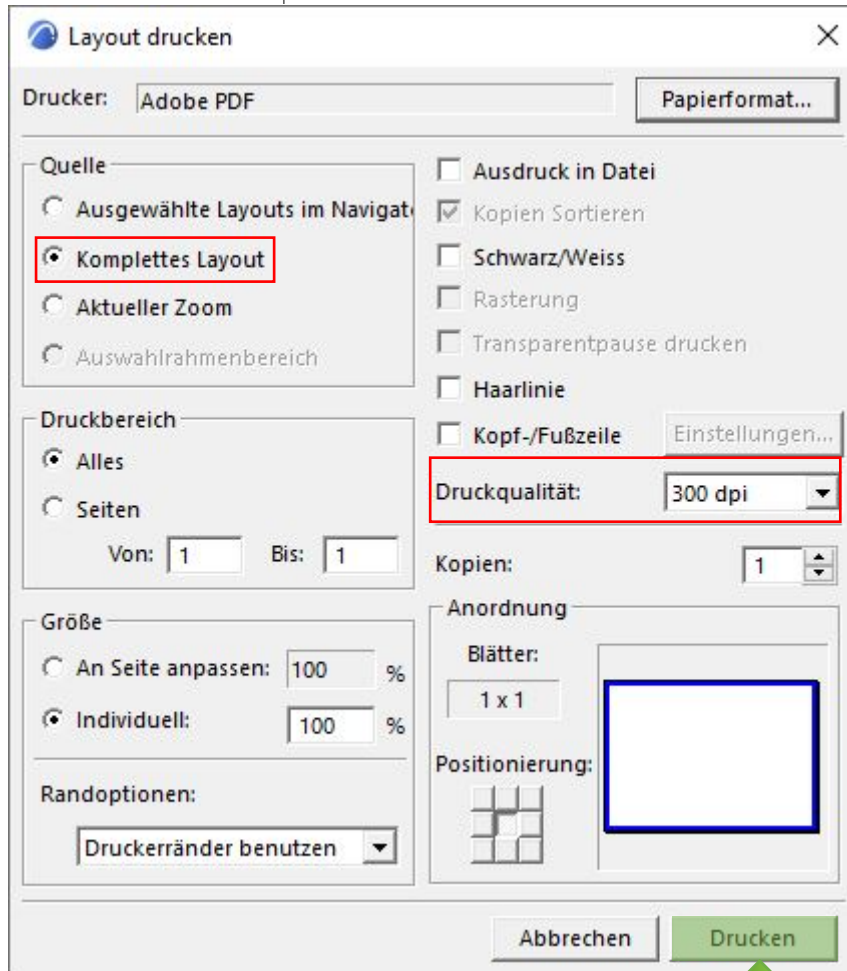 Layout drucken
Drucker: Adobe PDF Papierformat...
Quelle
Ausgewählte Layouts im Navigat
Komplettes Layout
Aktueller Zoom
Auswahlrahmenbereich
Druckbereich
Alles
Seiten
Von: 1 Bis: 1
Größe
An Seite anpassen: 100 %
Individuell: 100 %
Randoptionen:
Druckerränder benutzen
Ausdruck in Datei
Kopien Sortieren
Schwarz/Weiss
Rasterung
Transparentpause drucken
Haarlinie
Kopf-/Fußzeile Einstellungen...
Druckqualität: 300 dpi
Kopien: 1
Anordnung
Blätter:
1 x 1
Positionierung:
Abbrechen Drucken